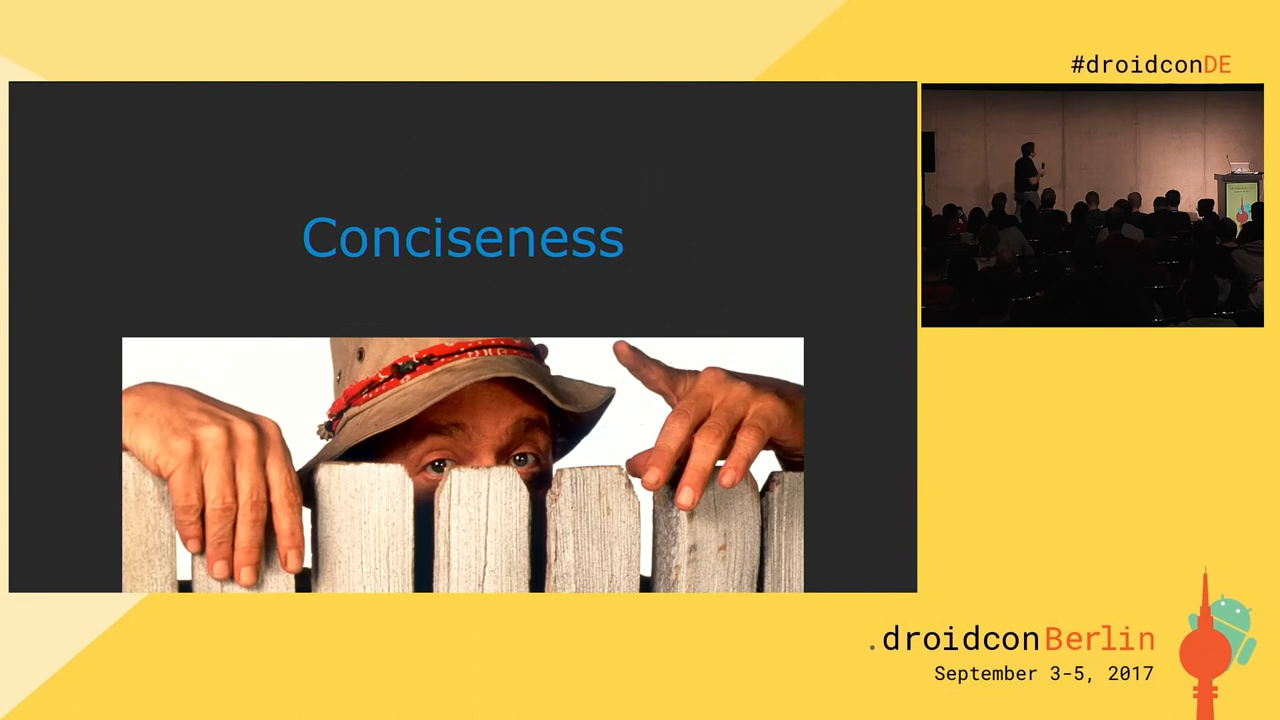 #droidconDE
Conciseness
.droidconBerlin
September 3-5, 2017